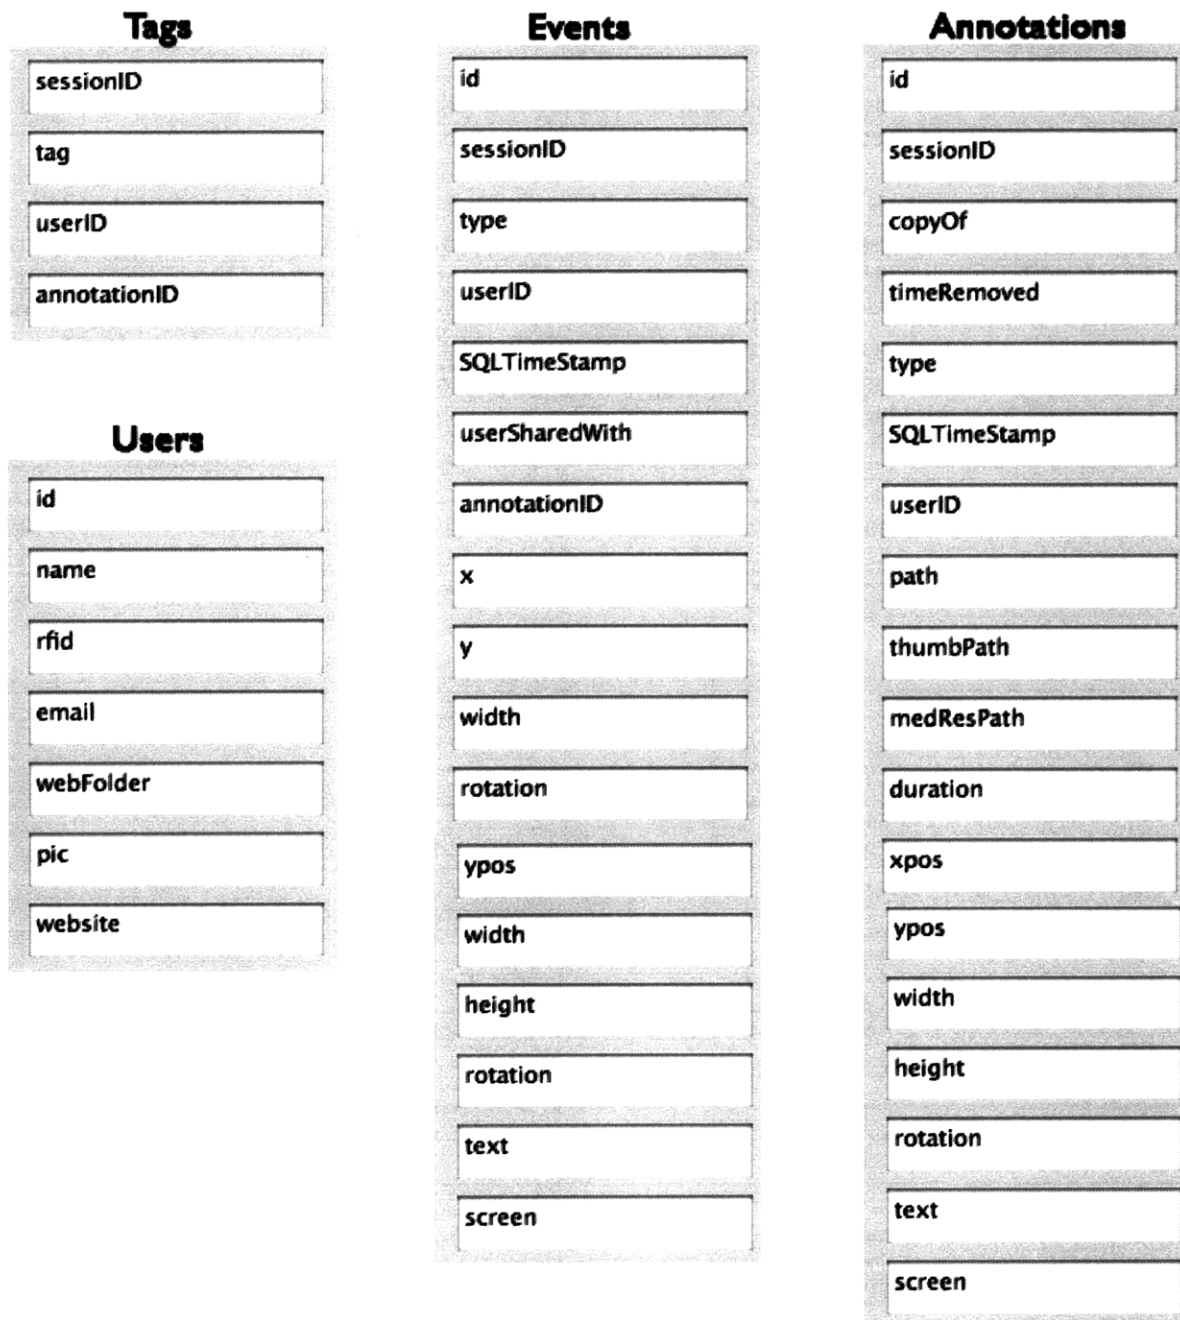 Tags
sessionID
tag
userID
annotationID
Users
id
name
rfid
email
webFolder
pic
website
Events
id
sessionID
type
userID
SQLTimeStamp
userSharedWith
annotationID
x
y
width
rotation
ypos
width
height
rotation
text
screen
Annotations
id
sessionID
copyOf
timeRemoved
type
SQLTimeStamp
userID
path
thumbPath
medResPath
duration
xpos
ypos
width
height
rotation
text
screen